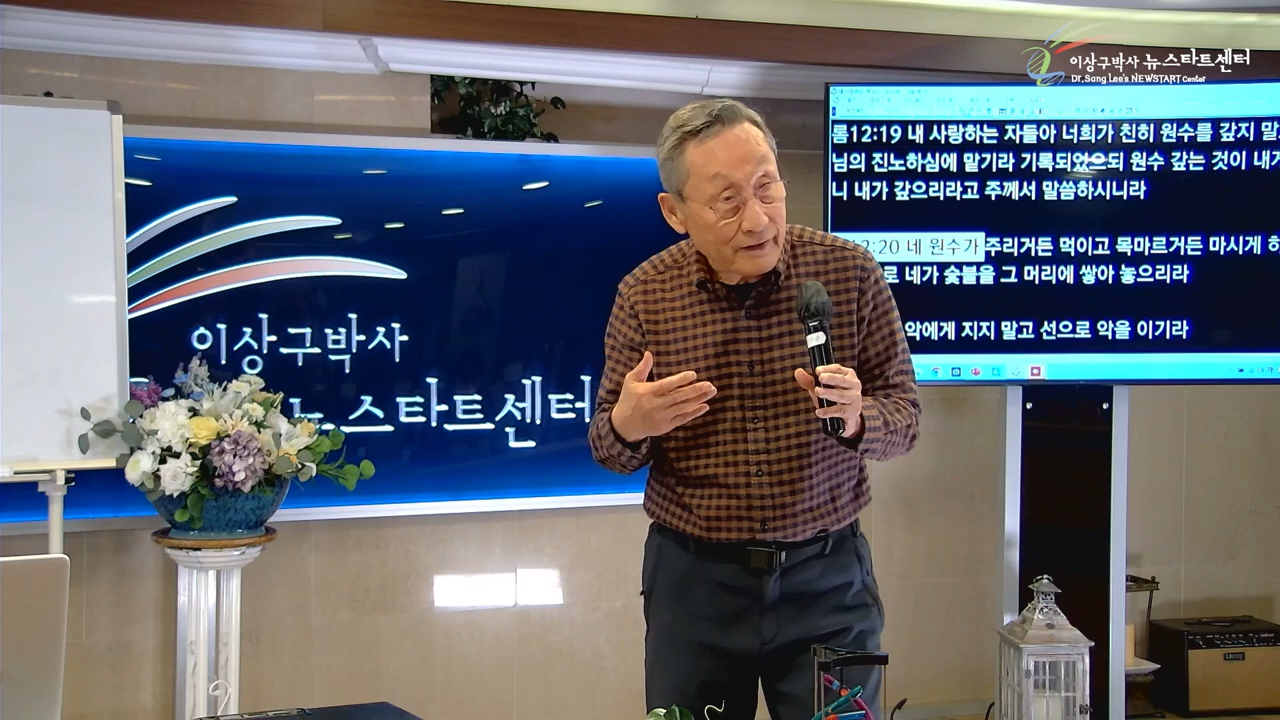 이상구박사 뉴스타트센터
Dr. Sang Lee's NEWSTART Center
롬12:19 내 사랑하는 자들아 너희가 친히 원수를 갚지 말
님의 진노하심에 맡기라 기록되었으되 원수 갚는 것이 내게
니 내가 갚으리라고 주께서 말씀하시니라
12:20 네 원수가 주리거든 먹이고 목마르거든 마시게 하
로 네가 숯불을 그 머리에 쌓아 놓으리라
악에게 지지 말고 선으로 악을 이기라
이상구박사
뉴스타트센터
Laney